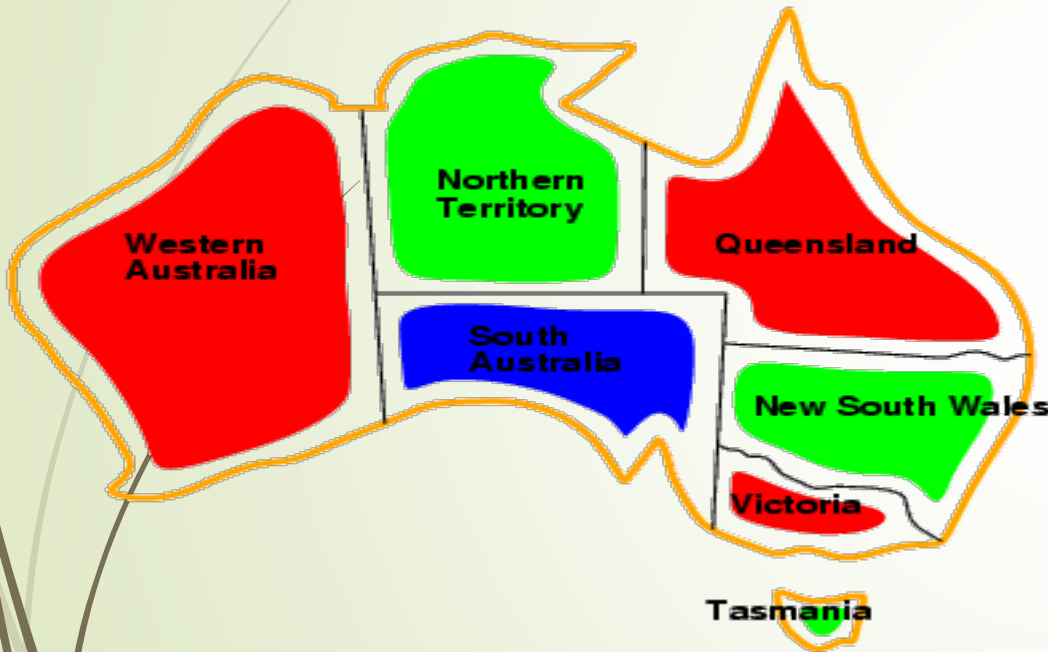 Northern
Territory
Western
Australia
Queensland
South
Australia
New South Wales
Victoria
Tasmania